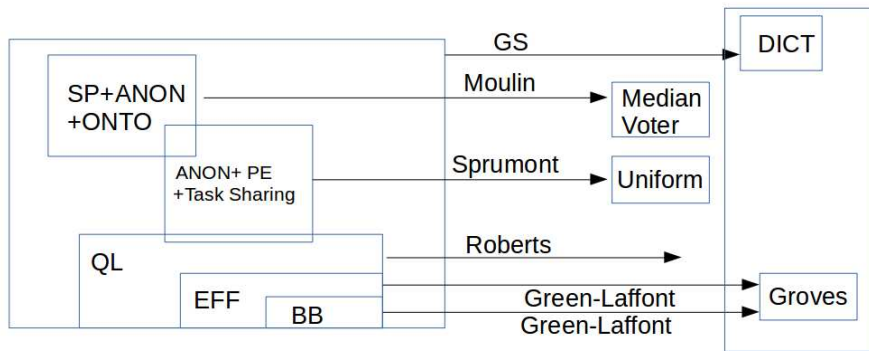 GS
DICT
SP+ANON
+ONTO
Moulin
Median
Voter
ANON+ PE
+Task Sharing
Sprumont
Uniform
QL
Roberts
EFF
Green-Laffont
Groves
BB
Green-Laffont